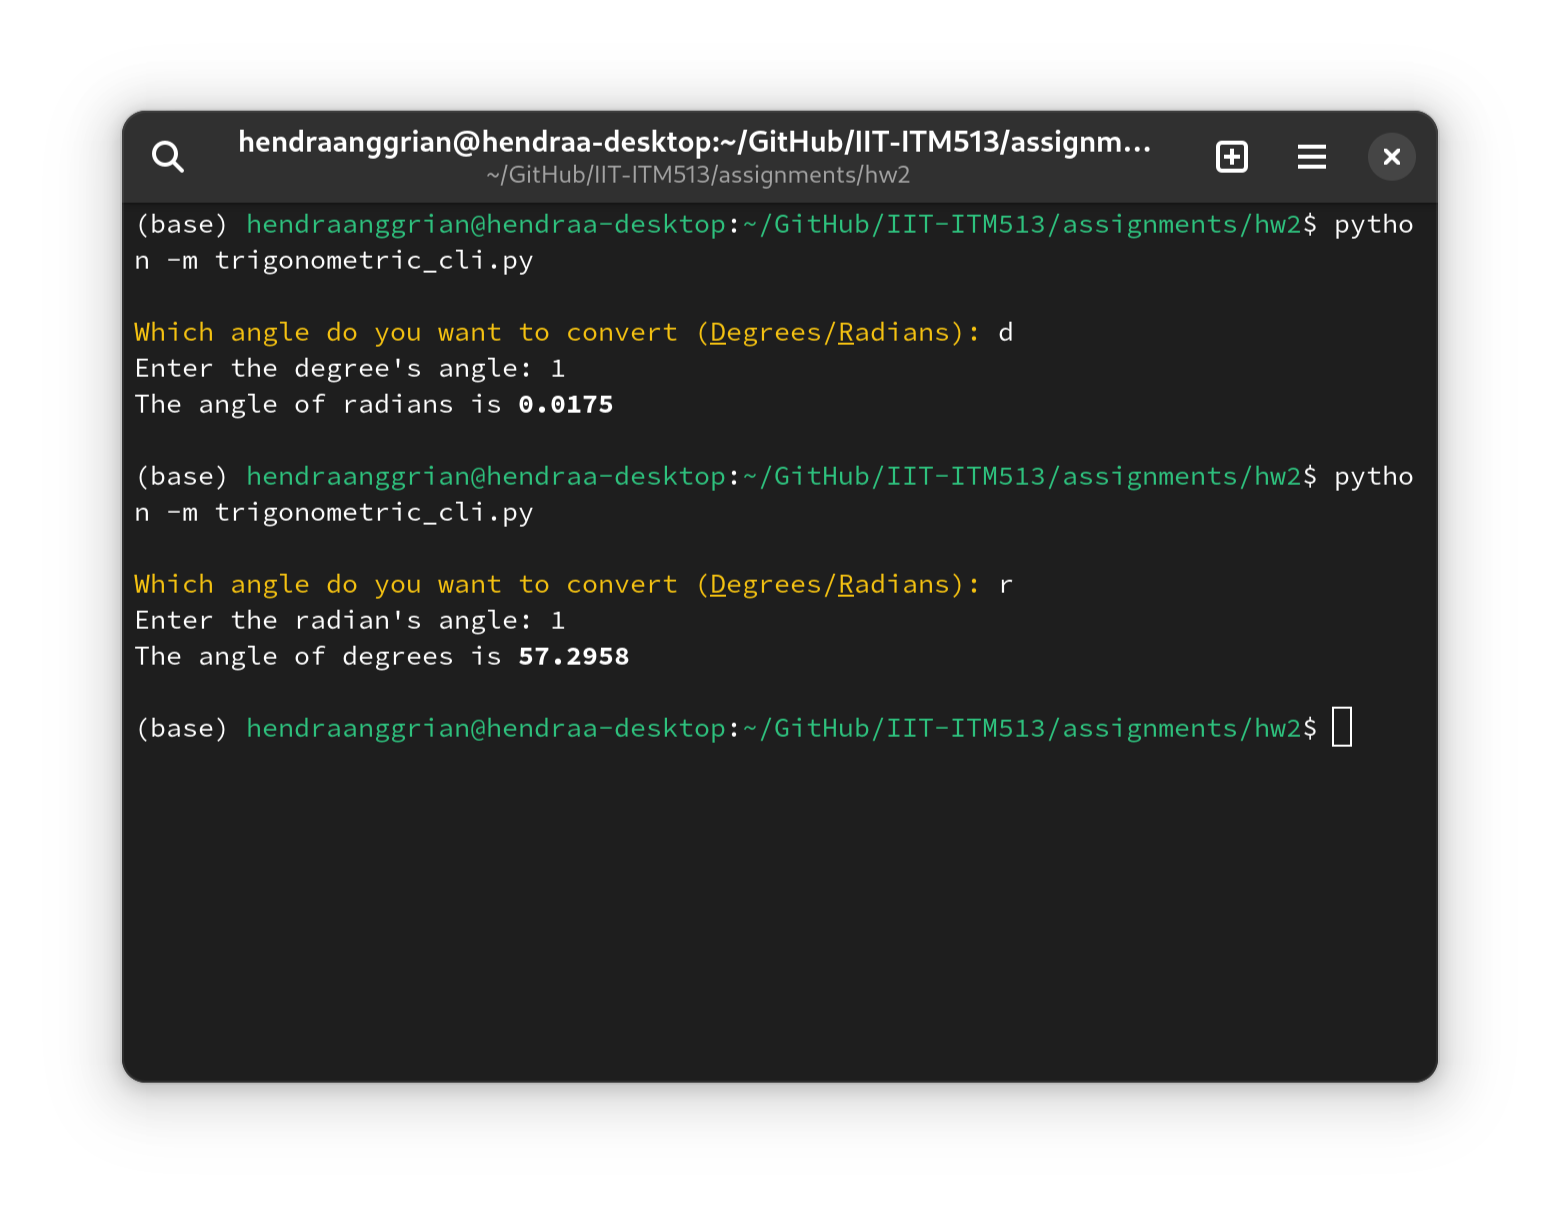 hendraanggrian@hendraa-desktop:~/GitHub/IIT-ITM513/assignm...
~/GitHub/IIT-ITM513/assignments/hw2
(base) hendraanggrian@hendraa-desktop:~/GitHub/IIT-ITM513/assignments/hw2$ pytho
n -m trigonometric_cli.py
Which angle do you want to convert (Degrees/Radians): d
Enter the degree's angle: 1
The angle of radians is 0.0175
(base) hendraanggrian@hendraa-desktop:~/GitHub/IIT-ITM513/assignments/hw2$ pytho
n -m trigonometric_cli.py
Which angle do you want to convert (Degrees/Radians): r
Enter the radian's angle: 1
The angle of degrees is 57.2958
(base) hendraanggrian@hendraa-desktop:~/GitHub/IIT-ITM513/assignments/hw2$